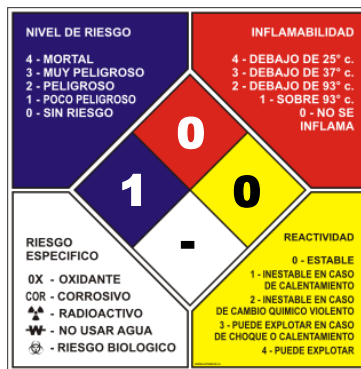 NIVEL DE RIESGO
4 - MORTAL
3 - MUY PELIGROSO
2 - PELIGROSO
1 - POCO PELIGROSO
0 - SIN RIESGO
INFLAMABILIDAD
4 - DEBAJO DE 25° c.
3 - DEBAJO DE 37° c.
2 - DEBAJO DE 93° c.
1 - SOBRE 93° c.
0 - NO SE
INFLAMA
0
1
0
-
RIESGO
ESPECIFICO
0X - OXIDANTE
COR - CORROSIVO
- RADIOACTIVO
W - NO USAR AGUA
- RIESGO BIOLOGICO
REACTIVIDAD
0 - ESTABLE
1 - INESTABLE EN CASO
DE CALENTAMIENTO
2 - INESTABLE EN CASO
DE CAMBIO QUIMICO VIOLENTO
3 - PUEDE EXPLOTAR EN CASO
DE CHOQUE O CALENTAMIENTO
4 - PUEDE EXPLOTAR